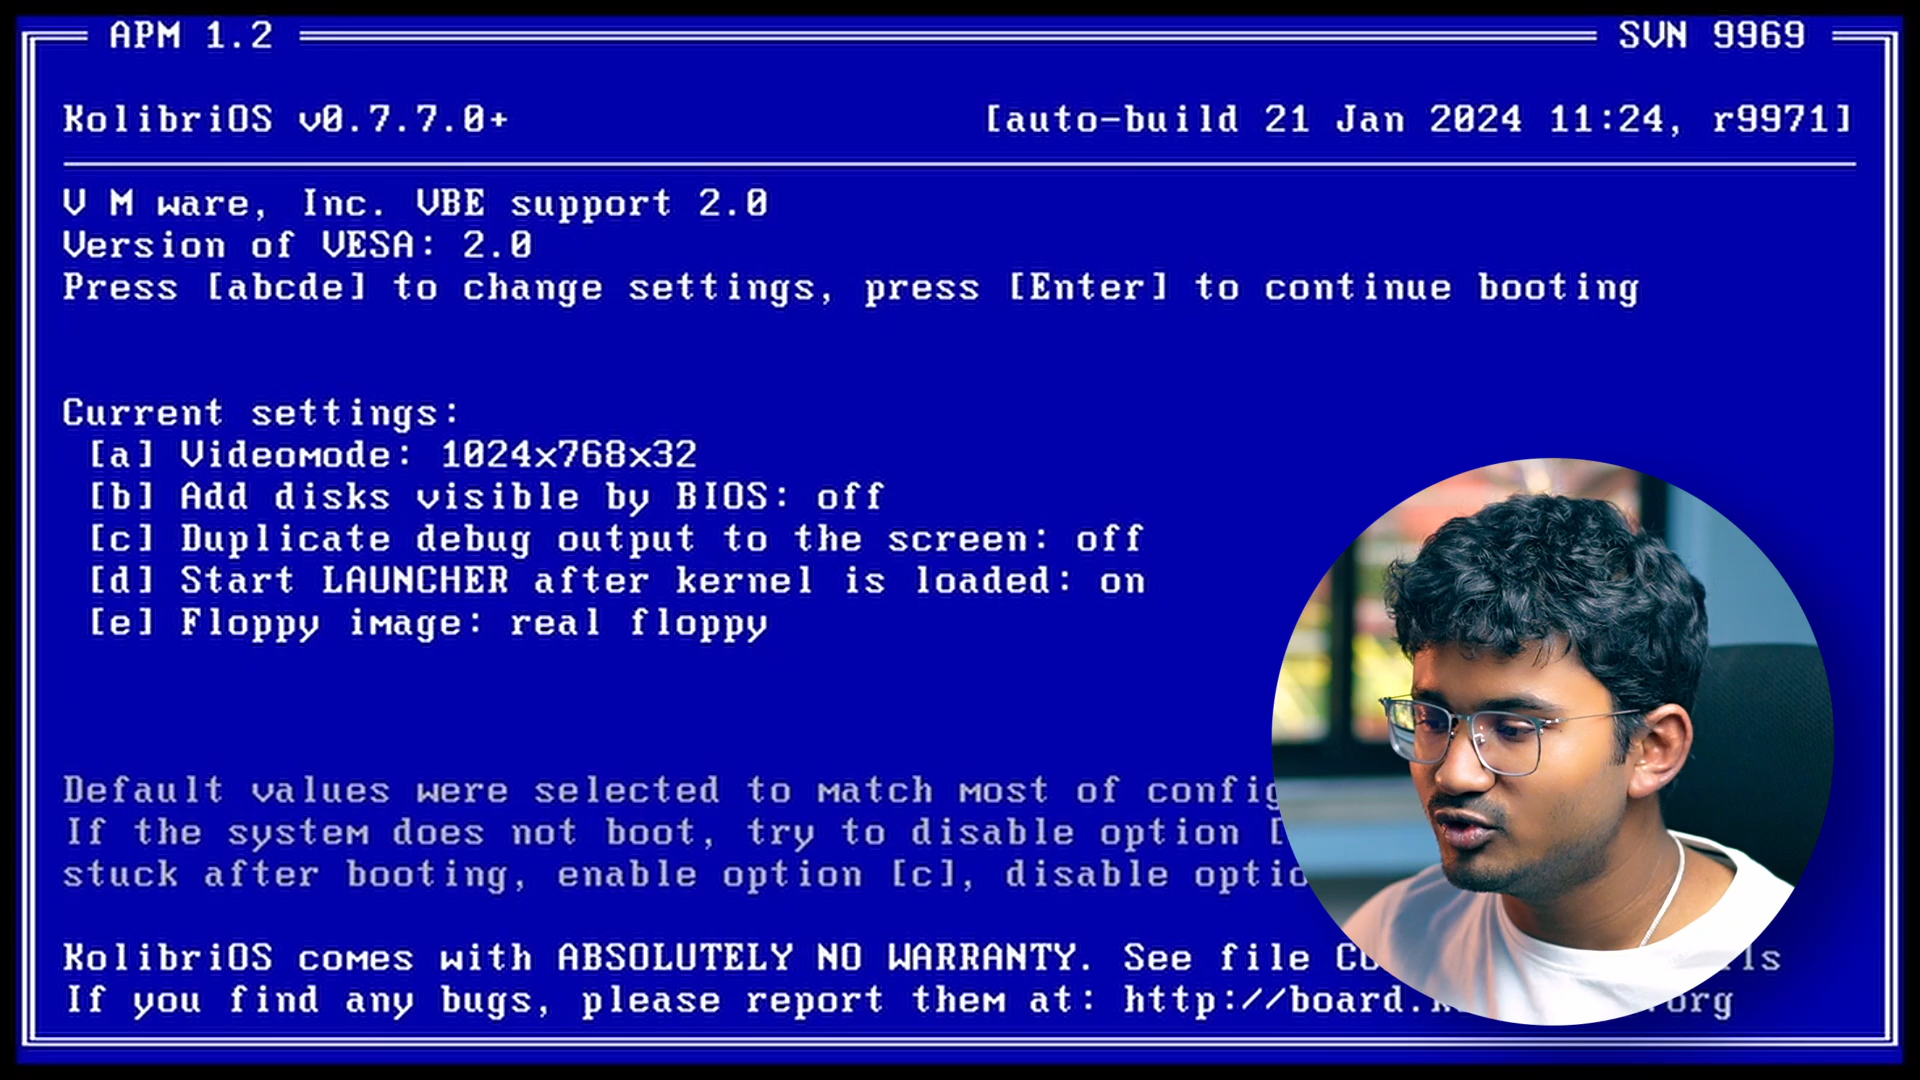 APM 1.2 SVN 9969
KolibriOS v0.7.7.0+ [auto-build 21 Jan 2024 11:24, r9971]
V M ware, Inc. VBE support 2.0
Version of VESA: 2.0
Press [abcde] to change settings, press [Enter] to continue booting
Current settings:
[a] Videomode: 1024x768x32
[b] Add disks visible by BIOS: off
[c] Duplicate debug output to the screen: off
[d] Start LAUNCHER after kernel is loaded: on
[e] Floppy image: real floppy
Default values were selected to match most of
If the system does not boot, try to disable option
stuck after booting, enable option [c], disable
KolibriOS comes with ABSOLUTELY NO WARRANTY. See file
If you find any bugs, please report them at: